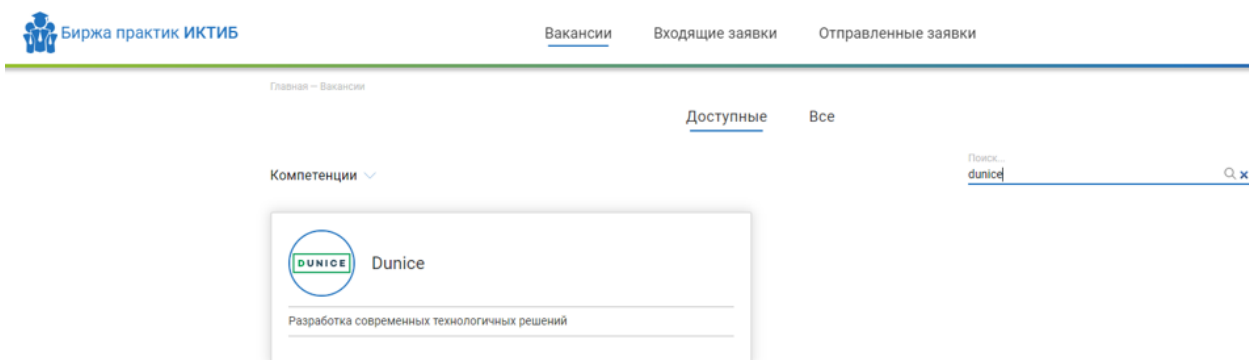 Биржа практик ИКТИБ
Вакансии Входящие заявки Отправленные заявки
Главная — Вакансии
Доступные Все
Компетенции
Поиск...
dunice
DUNICE
Dunice
Разработка современных технологичных решений